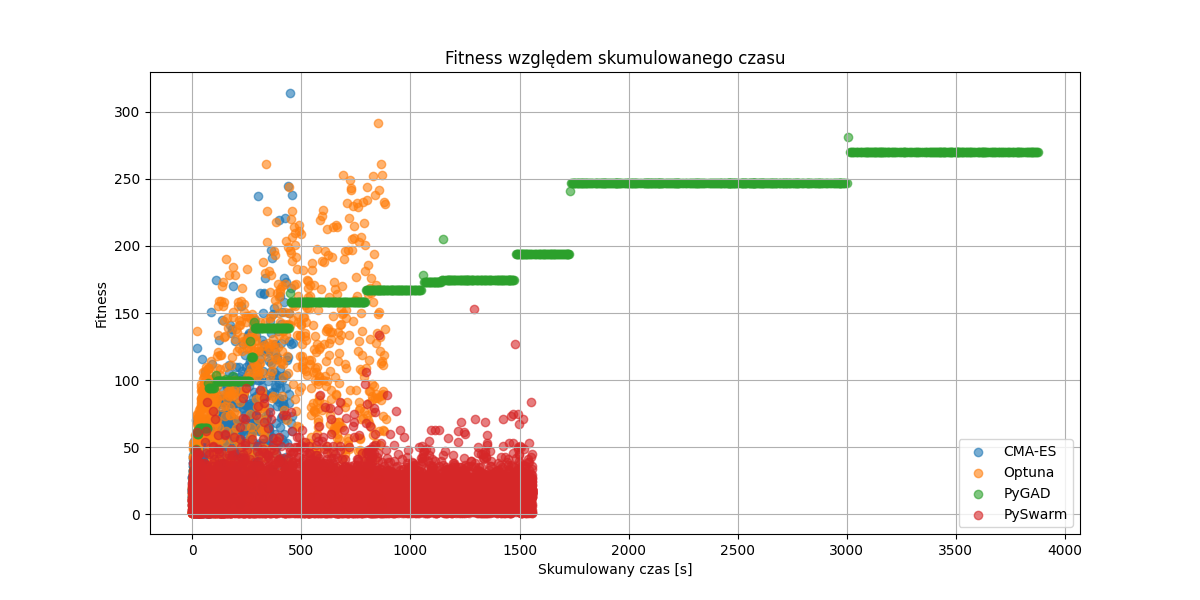 Fitness względem skumulowanego czasu
Fitness
300
250
200
150
100
50
0
0 500 1000 1500 2000 2500 3000 3500 4000
Skumulowany czas [s]
CMA-ES
Optuna
PyGAD
PySwarm